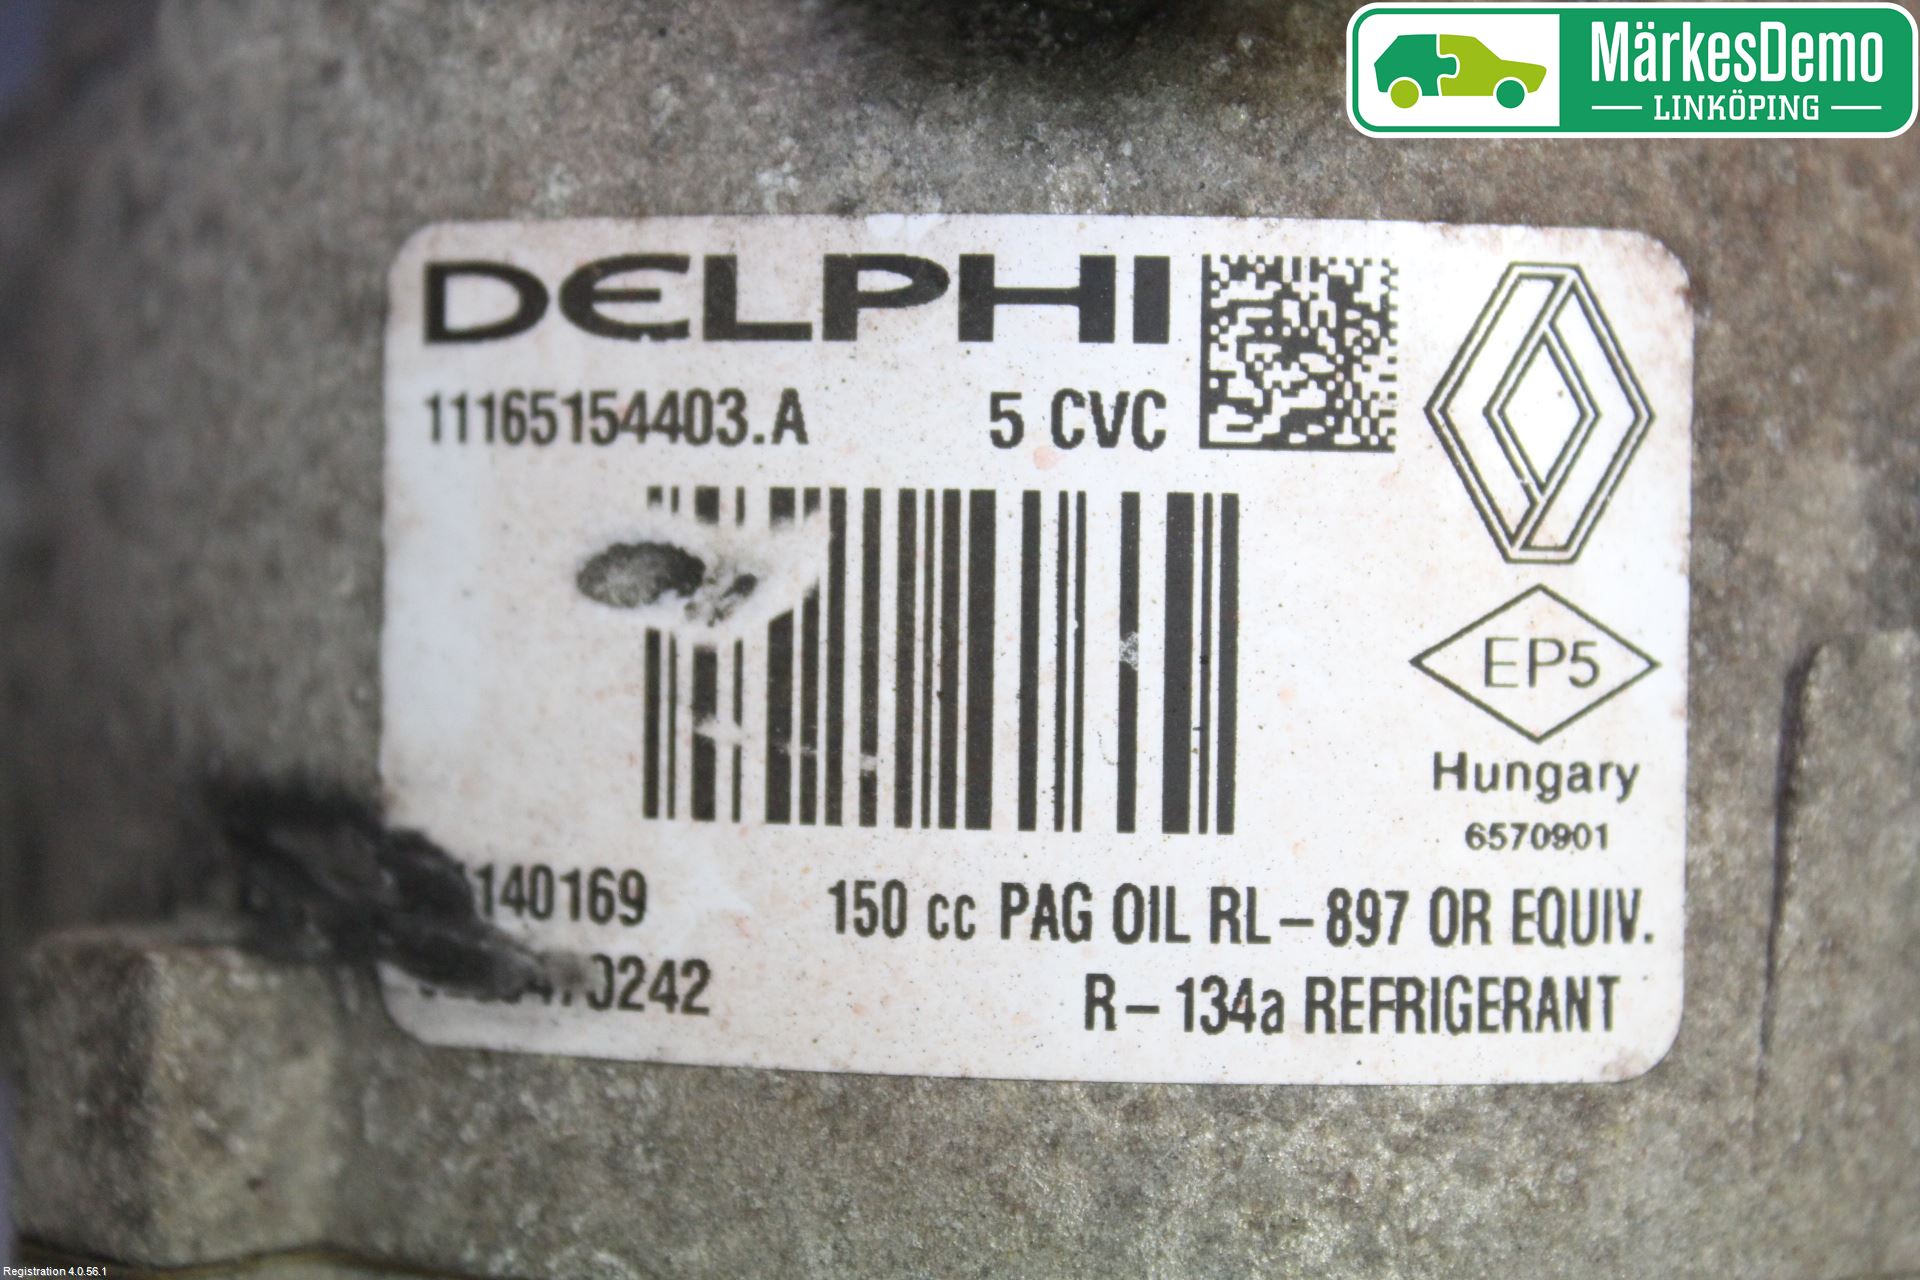 MärkesDemo
LINKÖPING
DELPHI
11165154403.A 5 CVC
EP5
Hungary
6570901
150 cc PAG OIL RL-897 OR EQUIV.
R-134a REFRIGERANT
Registration 4.0.56.1